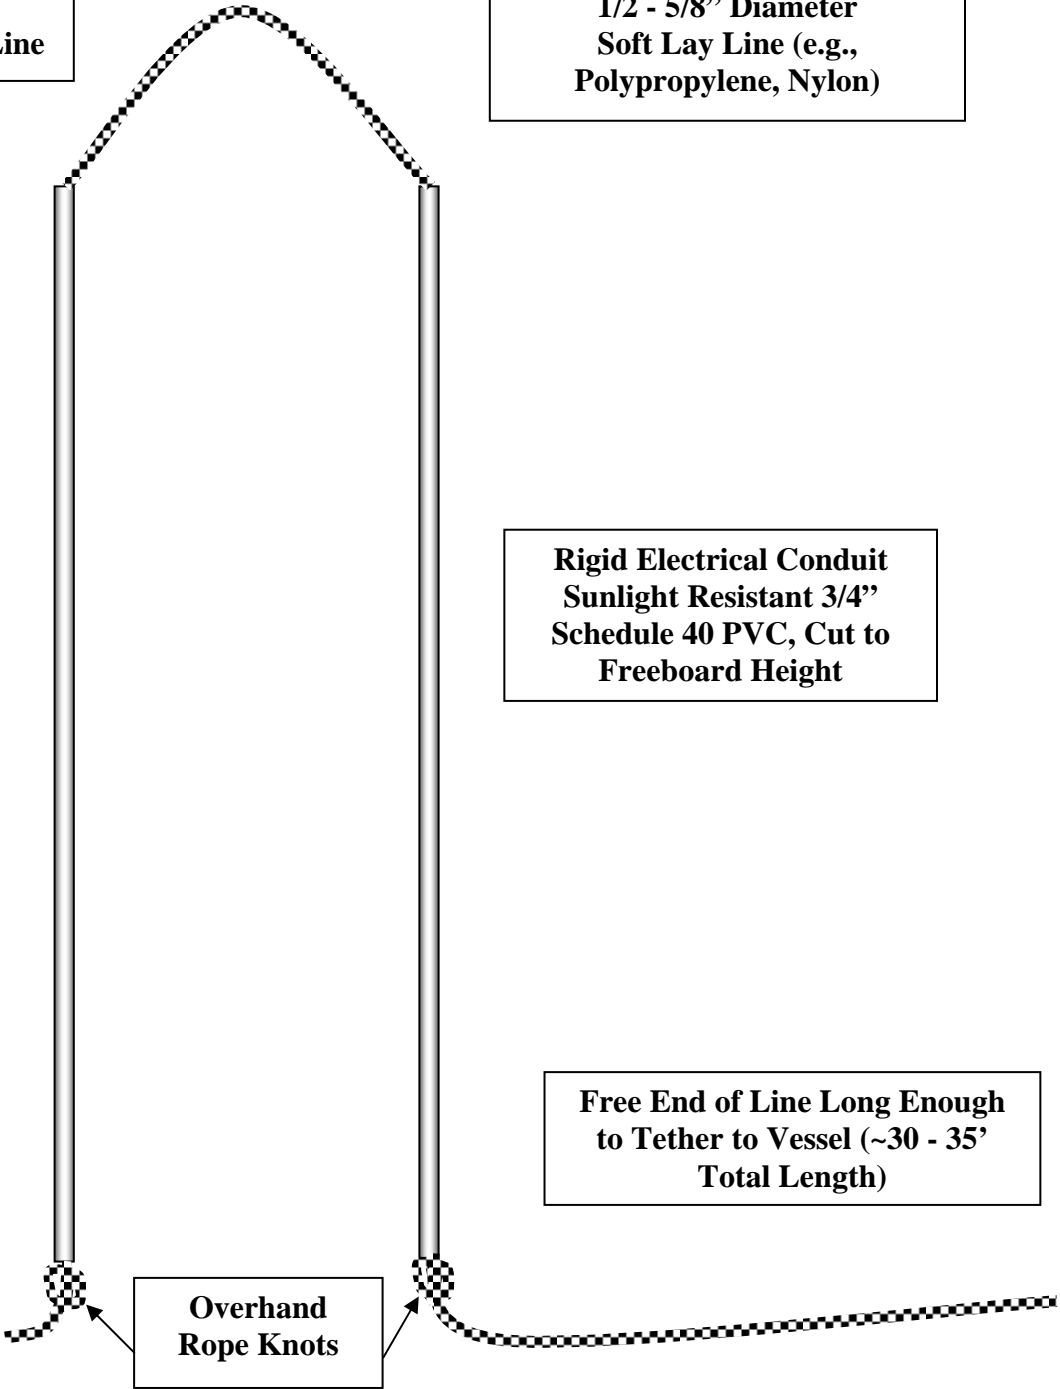 Line
1/2 - 5/8” Diameter
Soft Lay Line (e.g.,
Polypropylene, Nylon)
Rigid Electrical Conduit
Sunlight Resistant 3/4”
Schedule 40 PVC, Cut to
Freeboard Height
Free End of Line Long Enough
to Tether to Vessel (~30 - 35’
Total Length)
Overhand
Rope Knots